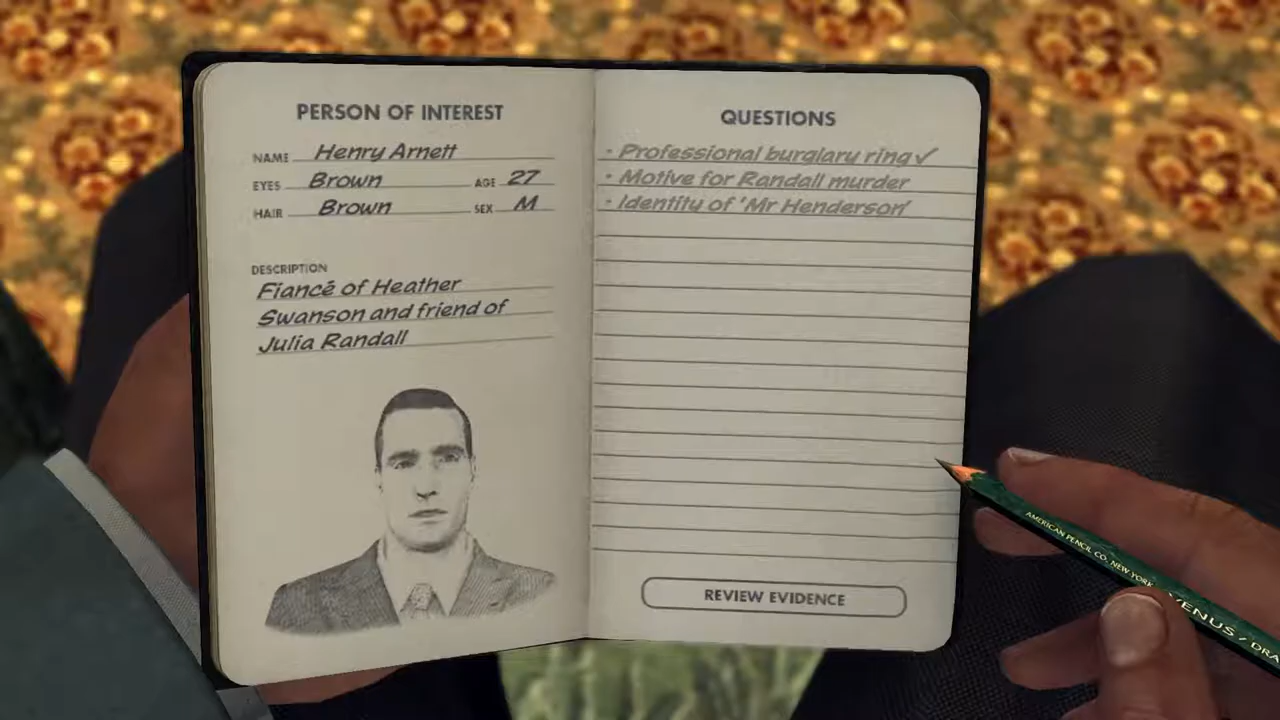 PERSON OF INTEREST
NAME Henry Arnett
EYES Brown AGE 27
HAIR Brown SEX M
DESCRIPTION
Fiancé of Heather
Swanson and friend of
Julia Randall
QUESTIONS
· Professional burglary ring ✓
· Motive for Randall murder
· Identity of 'Mr Henderson'
REVIEW EVIDENCE
AMERICAN PENCIL CO. NEW YORK
VENUS / DRA